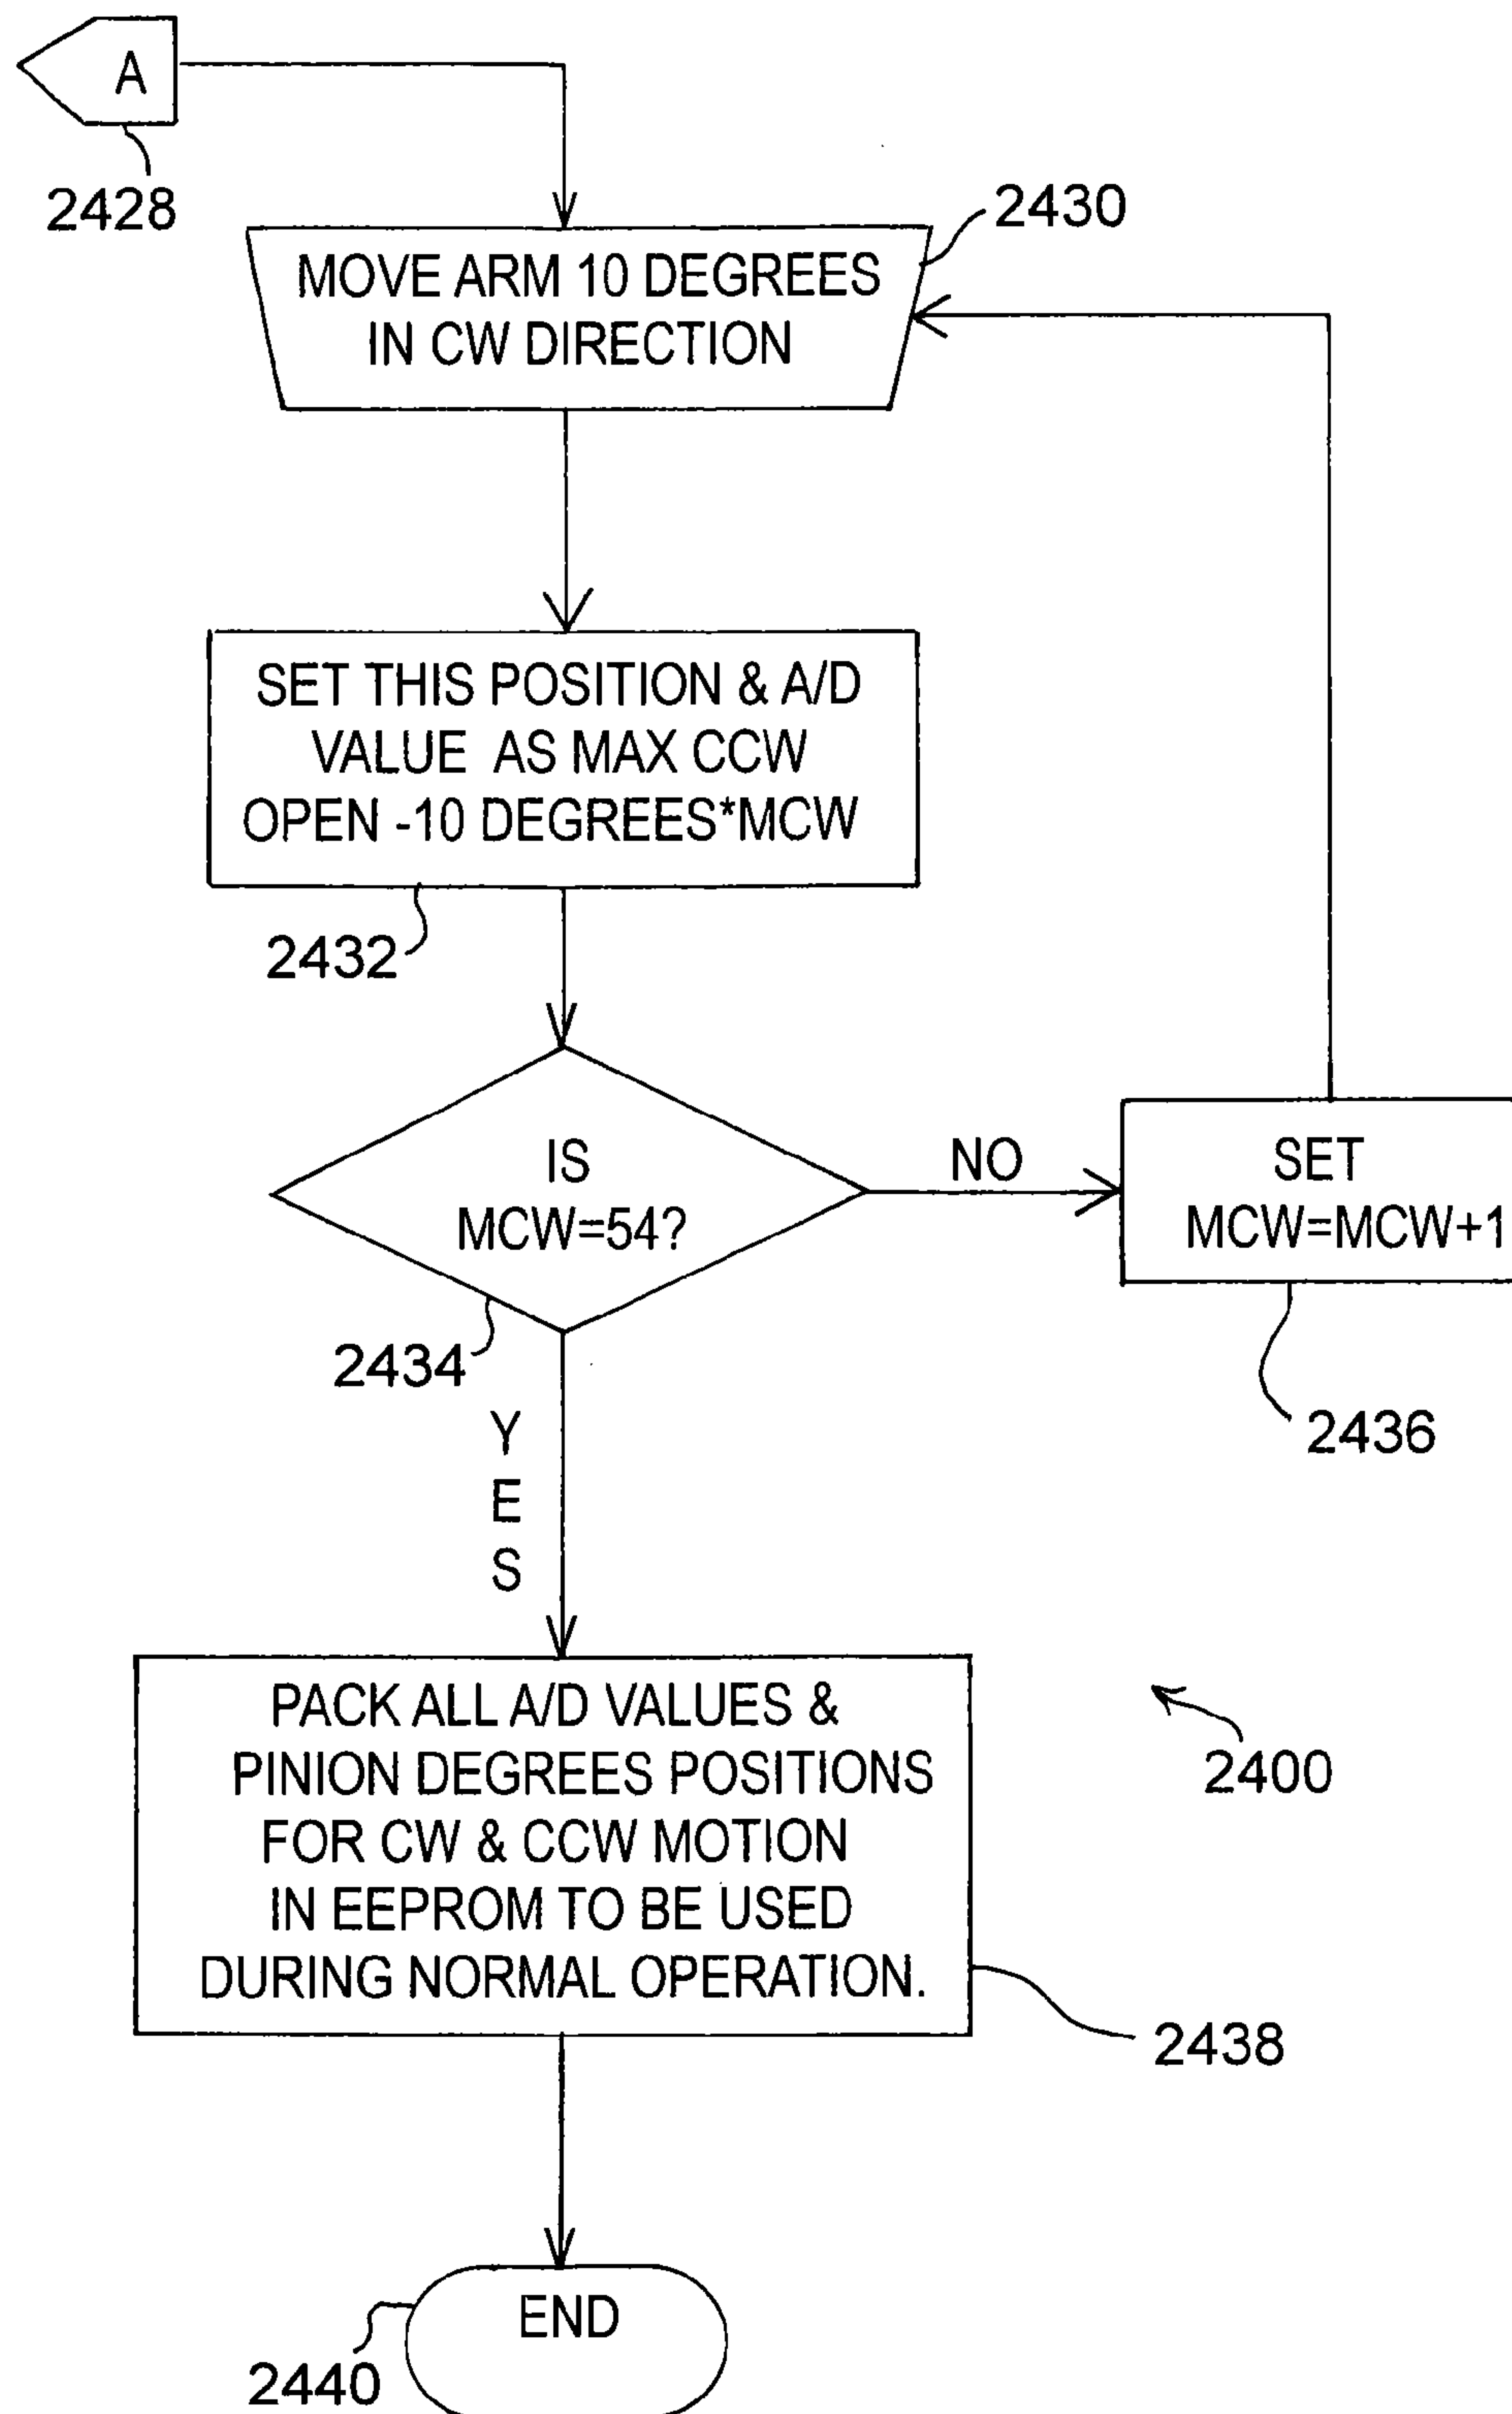 A
2428
2430
MOVE ARM 10 DEGREES
IN CW DIRECTION
SET THIS POSITION & A/D
VALUE AS MAX CCW
OPEN -10 DEGREES*MCW
2432
IS
MCW=54?
NO
SET
MCW=MCW+1
2434
2436
Y
E
S
PACK ALL A/D VALUES &
PINION DEGREES POSITIONS
FOR CW & CCW MOTION
IN EEPROM TO BE USED
DURING NORMAL OPERATION.
2400
2438
END
2440